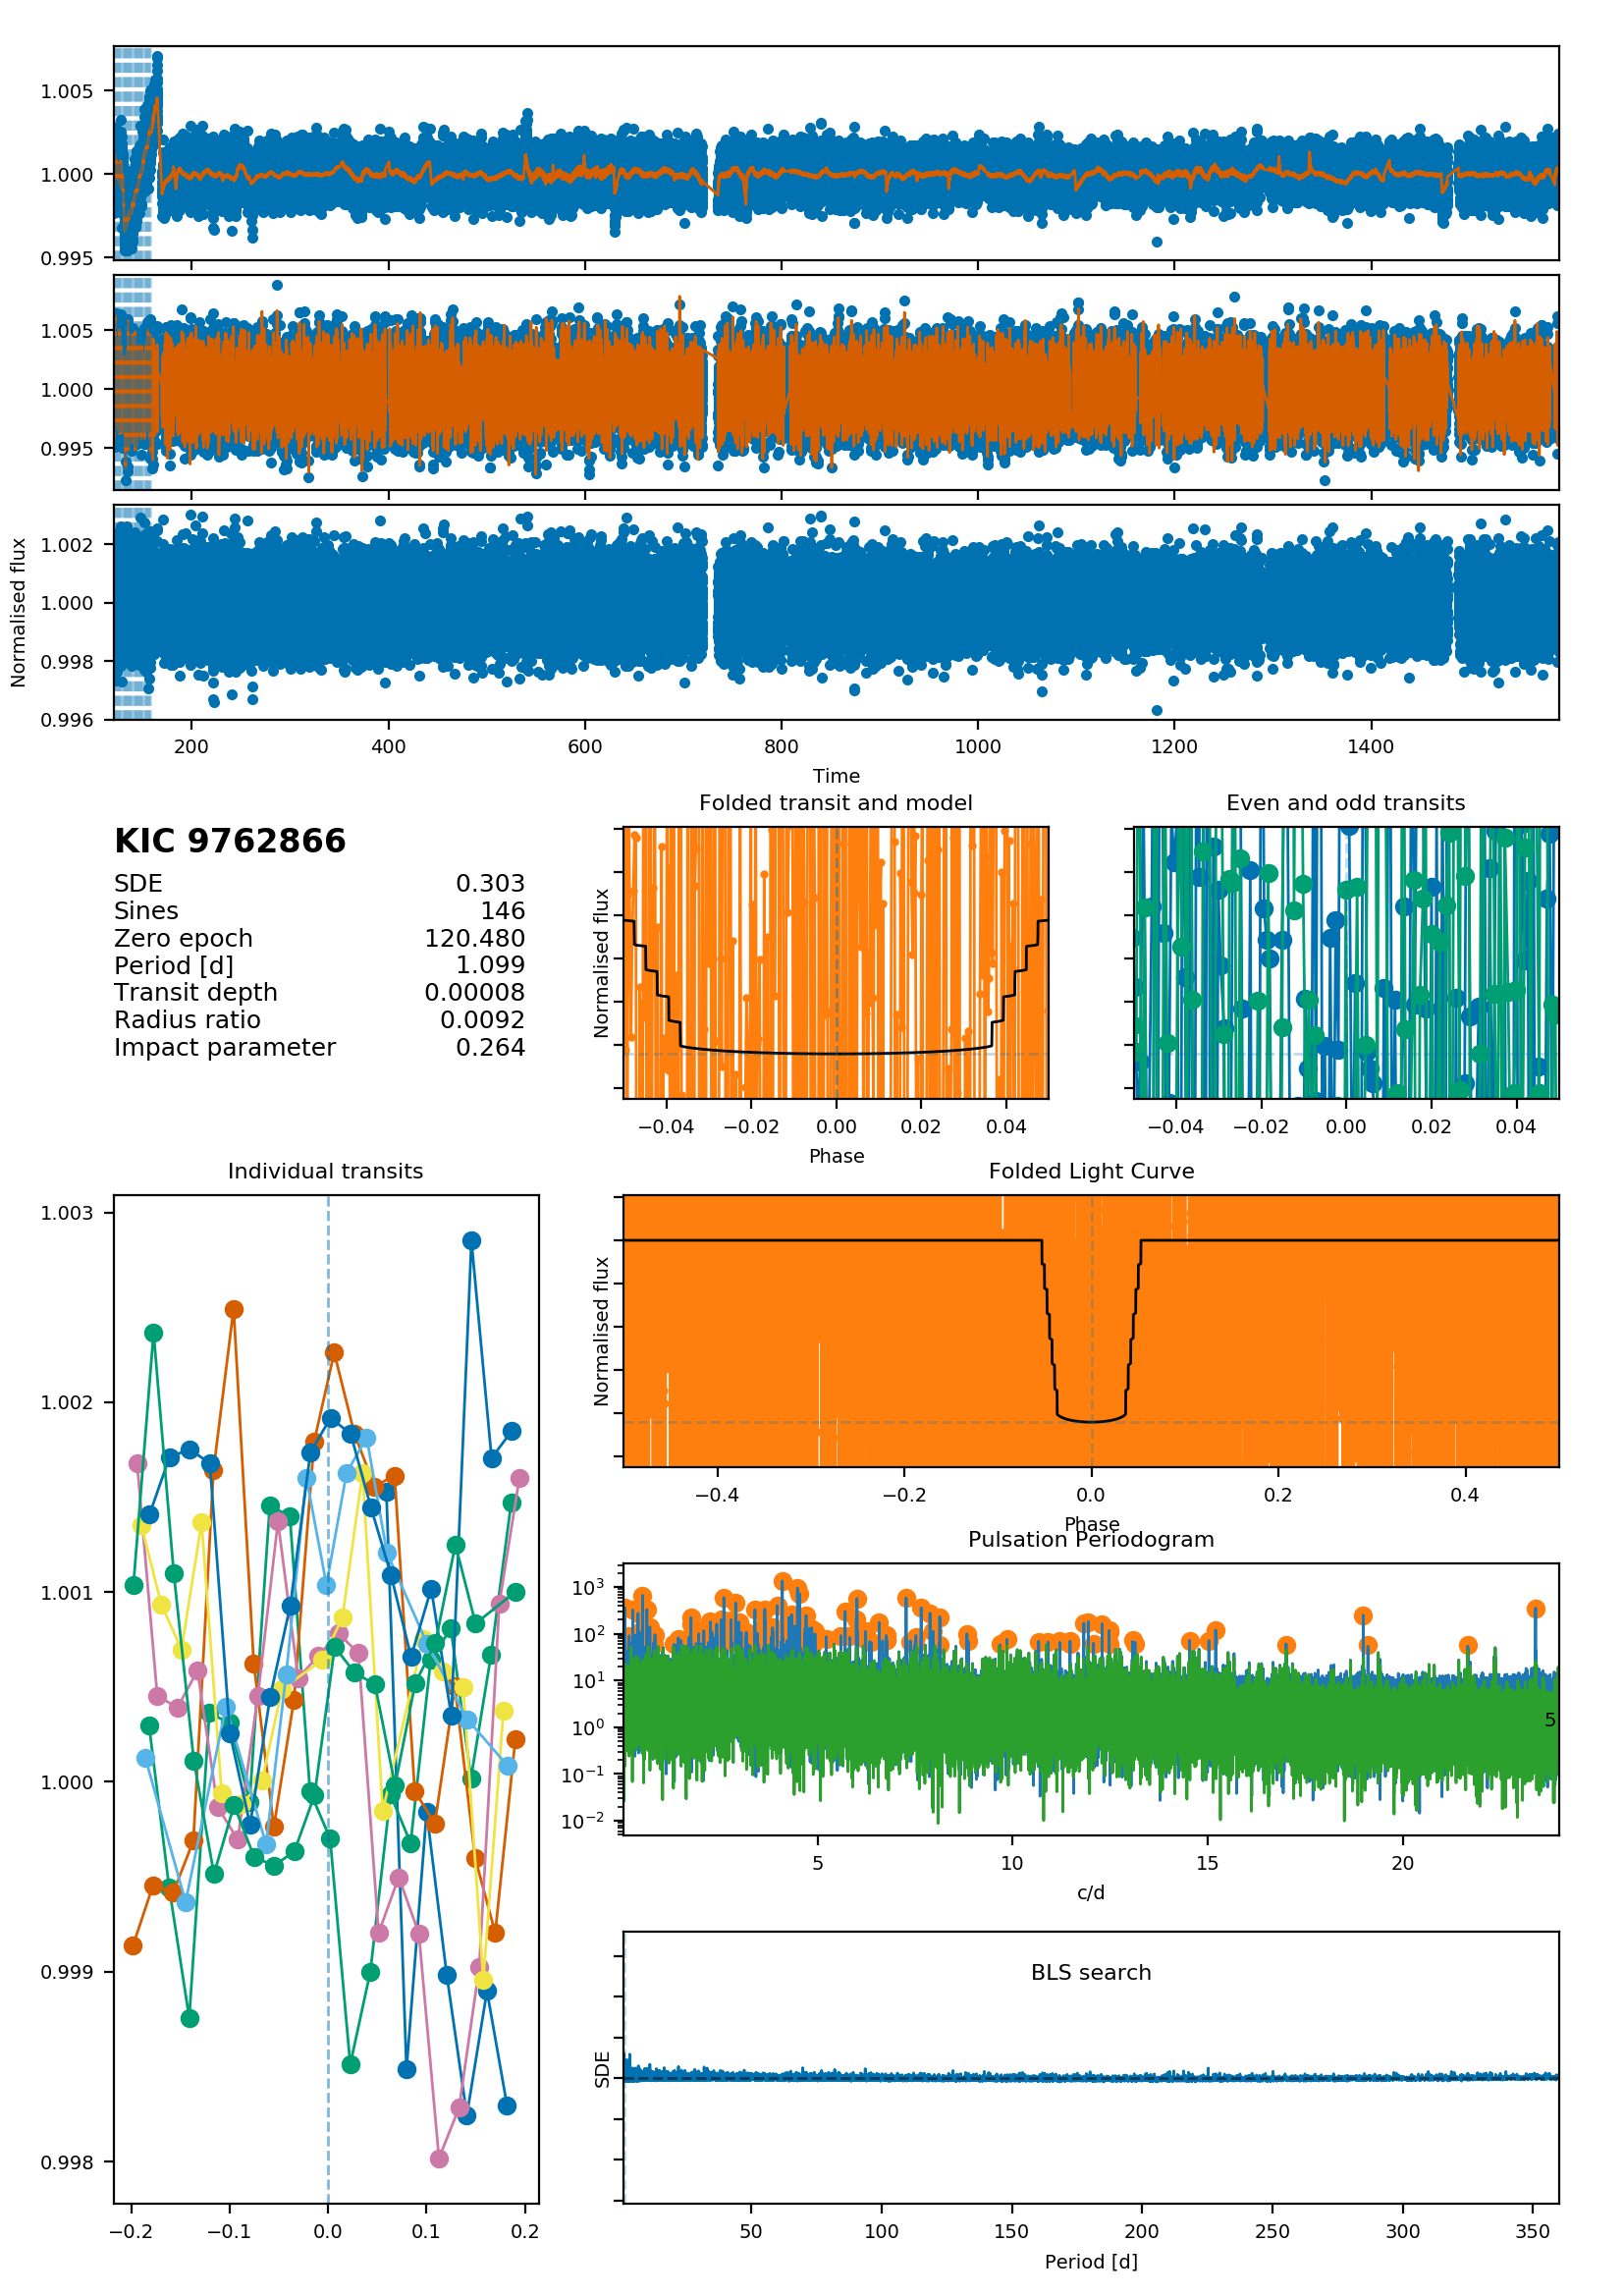 1.005
1.000
0.995
1.005
1.000
0.995
1.002
1.000
0.998
0.996
Normalised flux
200 400 600 800 1000 1200 1400
Time
KIC 9762866
SDE 0.303
Sines 146
Zero epoch 120.480
Period [d] 1.099
Transit depth 0.00008
Radius ratio 0.0092
Impact parameter 0.264
Folded transit and model
Normalised flux
−0.04 −0.02 0.00 0.02 0.04
Phase
Even and odd transits
−0.04 −0.02 0.00 0.02 0.04
Individual transits
1.003
1.002
1.001
1.000
0.999
0.998
−0.2 −0.1 0.0 0.1 0.2
Folded Light Curve
Normalised flux
−0.4 −0.2 0.0 0.2 0.4
Phase
Pulsation Periodogram
10³
10²
10¹
10⁰
10⁻¹
10⁻²
5
5 10 15 20
c/d
BLS search
SDE
50 100 150 200 250 300 350
Period [d]